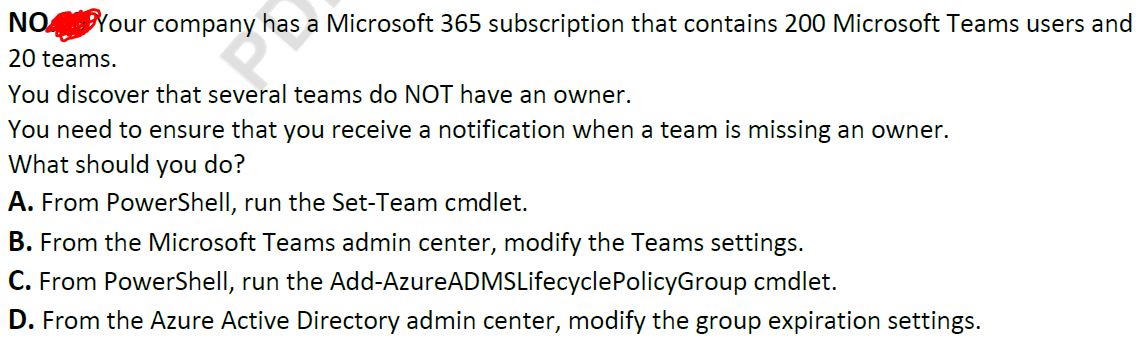 NO Your company has a Microsoft 365 subscription that contains 200 Microsoft Teams users and
20 teams.
You discover that several teams do NOT have an owner.
You need to ensure that you receive a notification when a team is missing an owner.
What should you do?
A. From PowerShell, run the Set-Team cmdlet.
B. From the Microsoft Teams admin center, modify the Teams settings.
C. From PowerShell, run the Add-AzureADMSLifecyclePolicyGroup cmdlet.
D. From the Azure Active Directory admin center, modify the group expiration settings.